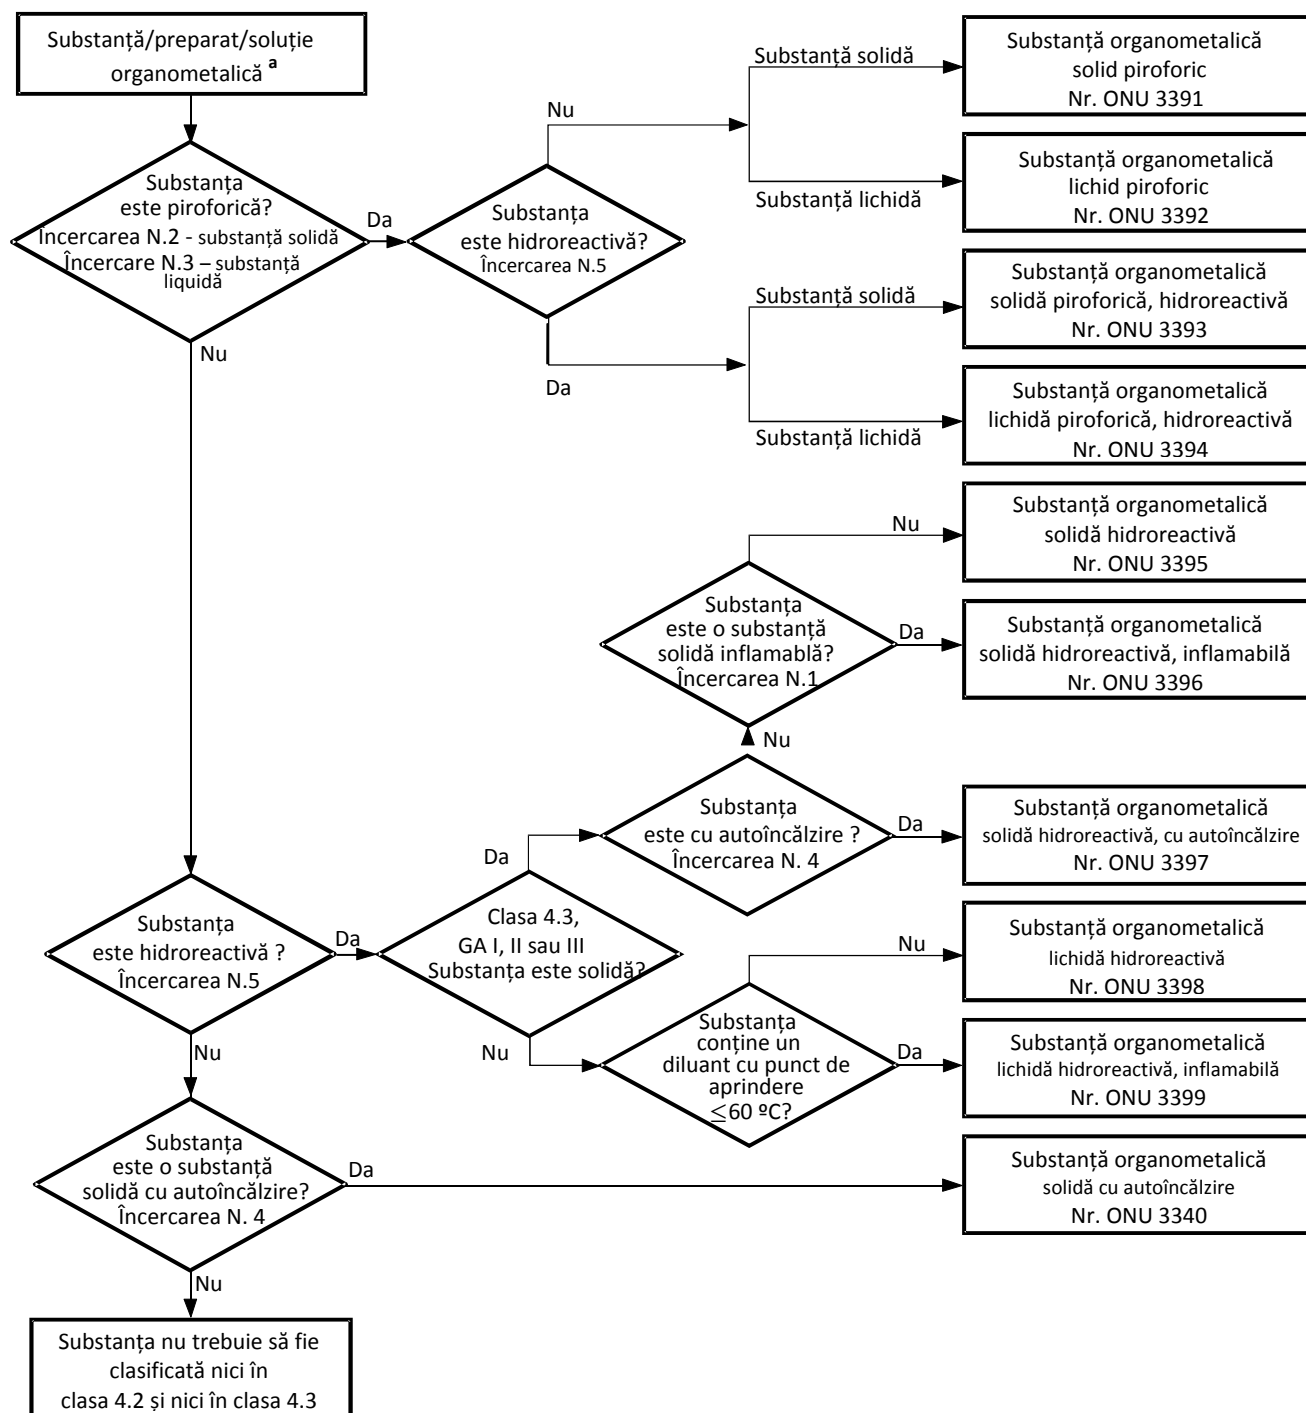 Substanță/preparat/soluție
organometalică a
Substanța
este piroforică?
Încercarea N.2 - substanță solidă
Încercare N.3 – substanță
liquidă
Da
Nu
Substanța
este hidroreactivă?
Încercarea N.5
Nu
Da
Substanță solidă
Substanță lichidă
Substanță organometalică
solid piroforic
Nr. ONU 3391
Substanță organometalică
lichid piroforic
Nr. ONU 3392
Substanță solidă
Substanță lichidă
Substanță organometalică
solidă piroforică, hidroreactivă
Nr. ONU 3393
Substanță organometalică
lichidă piroforică, hidroreactivă
Nr. ONU 3394
Nu
Substanță organometalică
solidă hidroreactivă
Nr. ONU 3395
Substanța
este o substanță
solidă inflamablă?
Încercarea N.1
Da
Substanță organometalică
solidă hidroreactivă, inflamabilă
Nr. ONU 3396
Nu
Substanța
este cu autoîncălzire ?
Încercarea N. 4
Da
Substanță organometalică
solidă hidroreactivă, cu autoîncălzire
Nr. ONU 3397
Da
Substanța
este hidroreactivă ?
Încercarea N.5
Da
Clasa 4.3,
GA I, II sau III
Substanța este solidă?
Nu
Substanță organometalică
lichidă hidroreactivă
Nr. ONU 3398
Nu
Nu
Substanța
conține un
diluant cu punct de
aprindere
≤60 ºC?
Da
Substanță organometalică
lichidă hidroreactivă, inflamabilă
Nr. ONU 3399
Substanța
este o substanță
solidă cu autoîncălzire?
Încercarea N. 4
Da
Substanță organometalică
solidă cu autoîncălzire
Nr. ONU 3340
Nu
Substanța nu trebuie să fie
clasificată nici în
clasa 4.2 și nici în clasa 4.3